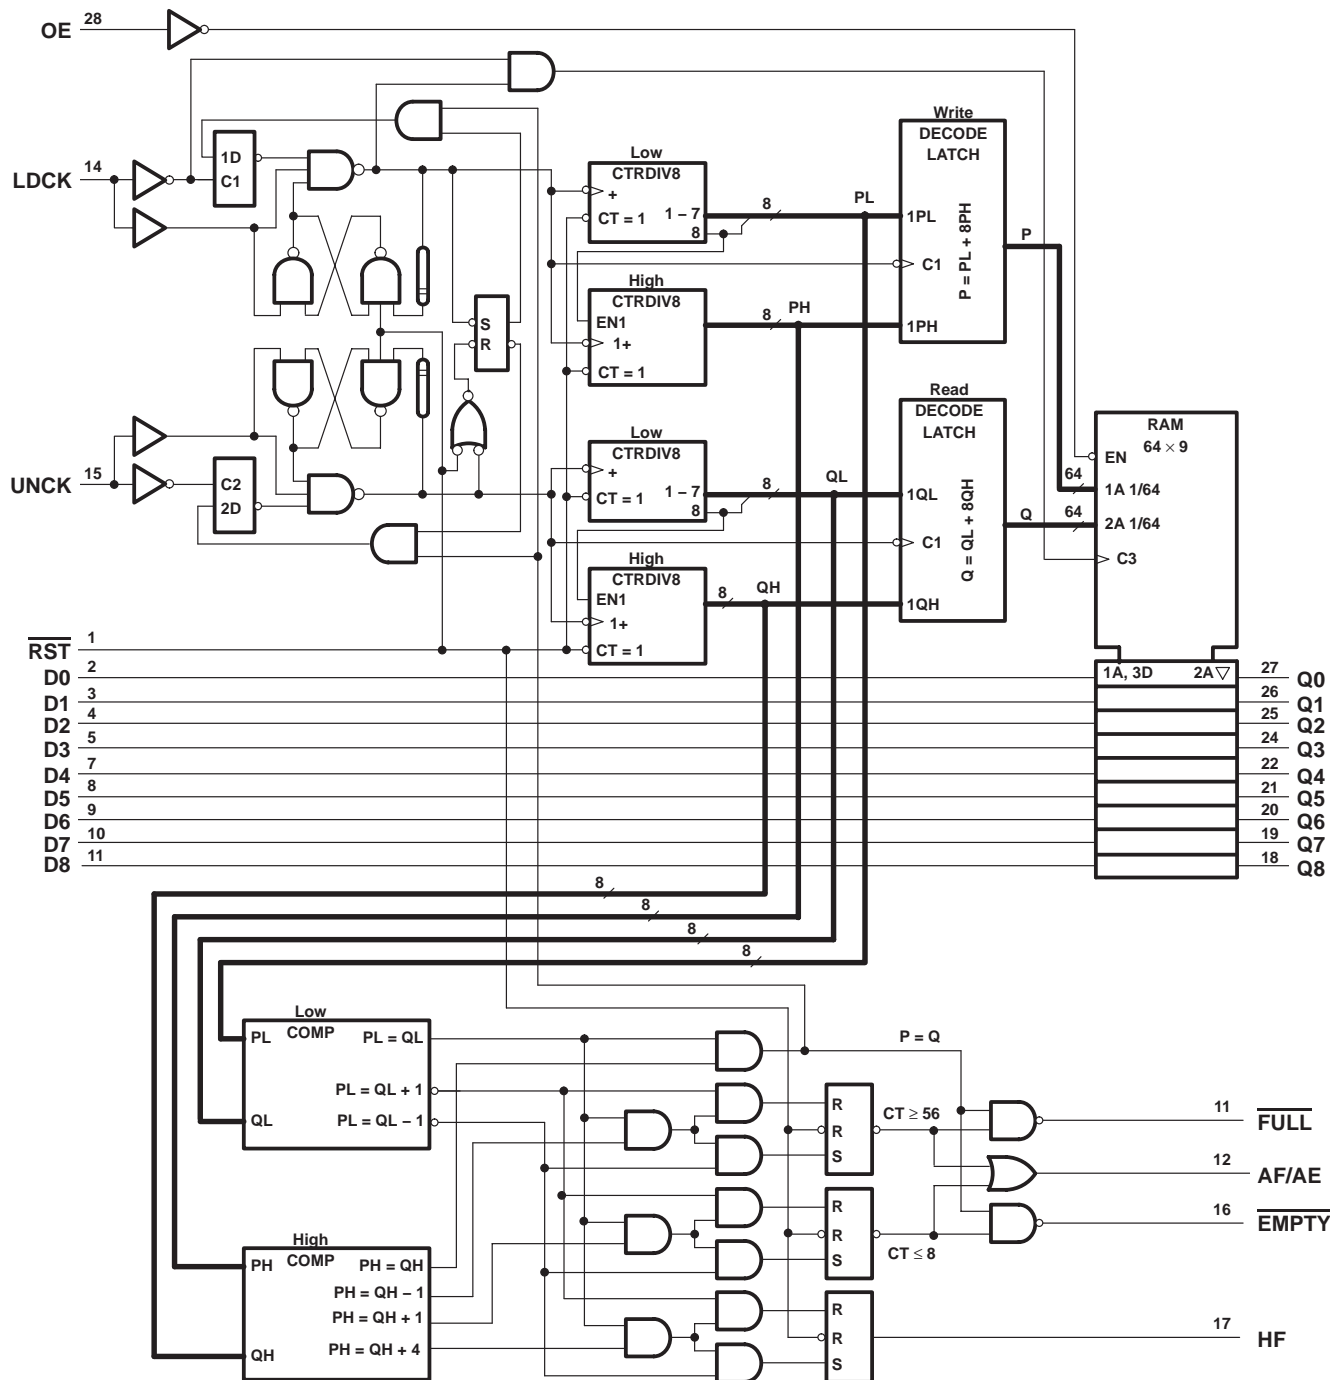 OE 28
LDCK 14
1D
C1
Low
CTRDIV8
+
CT = 1
1 – 7
8
8
PL
Write
DECODE
LATCH
1PL
C1
P = PL + 8PH
1PH
P
High
CTRDIV8
EN1
1+
CT = 1
8
PH
S
R
UNCK 15
C2
2D
Low
CTRDIV8
+
CT = 1
1 – 7
8
8
QL
Read
DECODE
LATCH
1QL
C1
Q = QL + 8QH
1QH
Q
High
CTRDIV8
EN1
1+
CT = 1
8
QH
RAM
64 × 9
EN
64
1A 1/64
64
2A 1/64
C3
1A, 3D 2A ▽
RST 1
D0 2
D1 3
D2 4
D3 5
D4 7
D5 8
D6 9
D7 10
D8 11
27 Q0
26 Q1
25 Q2
24 Q3
22 Q4
21 Q5
20 Q6
19 Q7
18 Q8
8
8
8
8
Low
COMP
PL
QL
PL = QL
PL = QL + 1
PL = QL – 1
High
COMP
PH
QH
PH = QH
PH = QH – 1
PH = QH + 1
PH = QH + 4
P = Q
R
R
S
CT ≥ 56
R
R
S
CT ≤ 8
R
R
S
11 FULL
12 AF/AE
16 EMPTY
17 HF